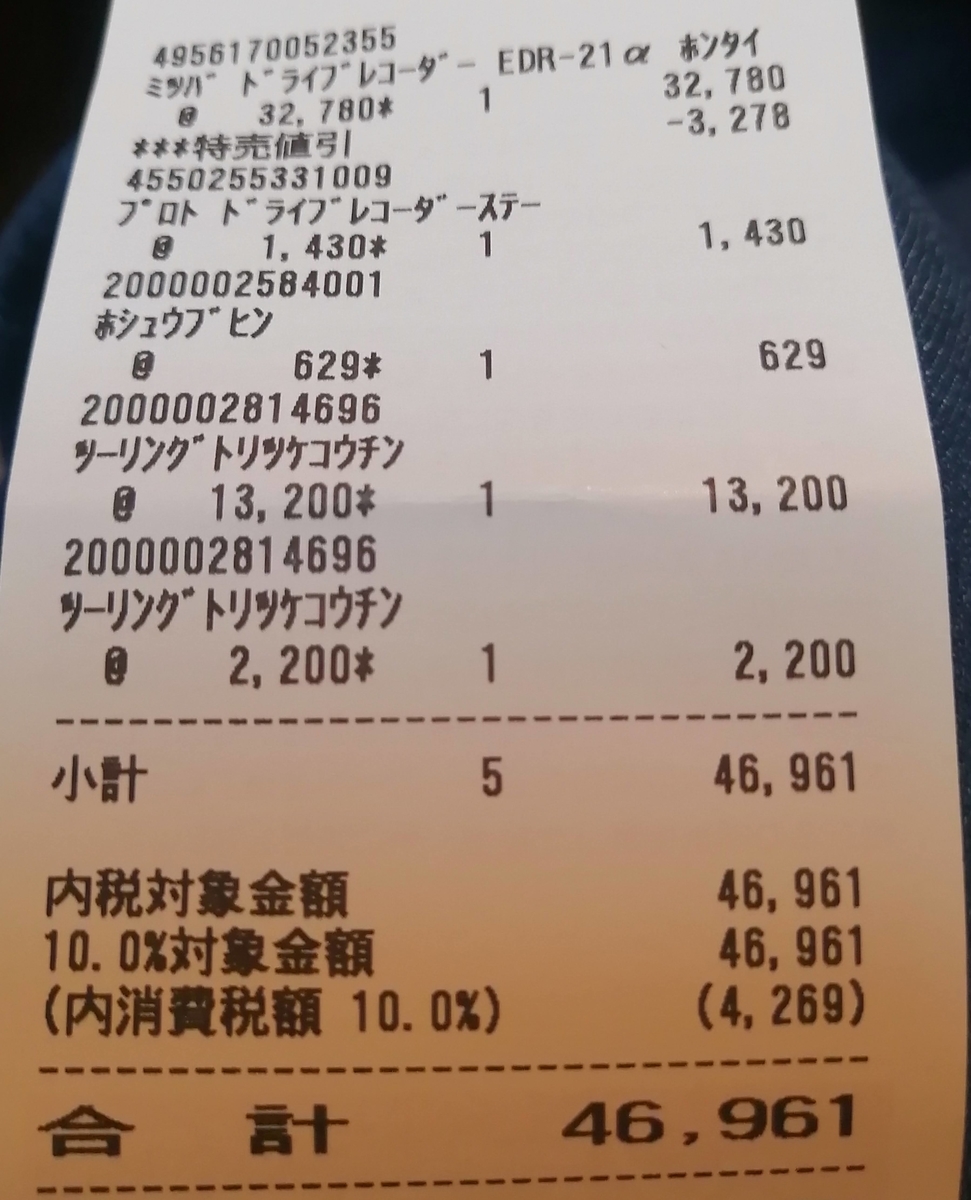 4956170052355
ﾐﾂﾊﾞ ﾄﾞﾗｲﾌﾞﾚｺｰﾀﾞｰ EDR-21α ﾎﾝﾀｲ
@ 32,780* 1 32,780
***特売値引 -3,278
4550255331009
ﾌﾟﾛﾄ ﾄﾞﾗｲﾌﾞﾚｺｰﾀﾞｰｽﾃｰ
@ 1,430* 1 1,430
2000002584001
ﾎｼｭｳﾌﾞﾋﾝ
@ 629* 1 629
2000002814696
ﾂｰﾘﾝｸﾞﾄﾘﾂｹｺｳﾁﾝ
@ 13,200* 1 13,200
2000002814696
ﾂｰﾘﾝｸﾞﾄﾘﾂｹｺｳﾁﾝ
@ 2,200* 1 2,200
小計 5 46,961
内税対象金額 46,961
10.0%対象金額 46,961
(内消費税額 10.0%) (4,269)
合 計 46,961